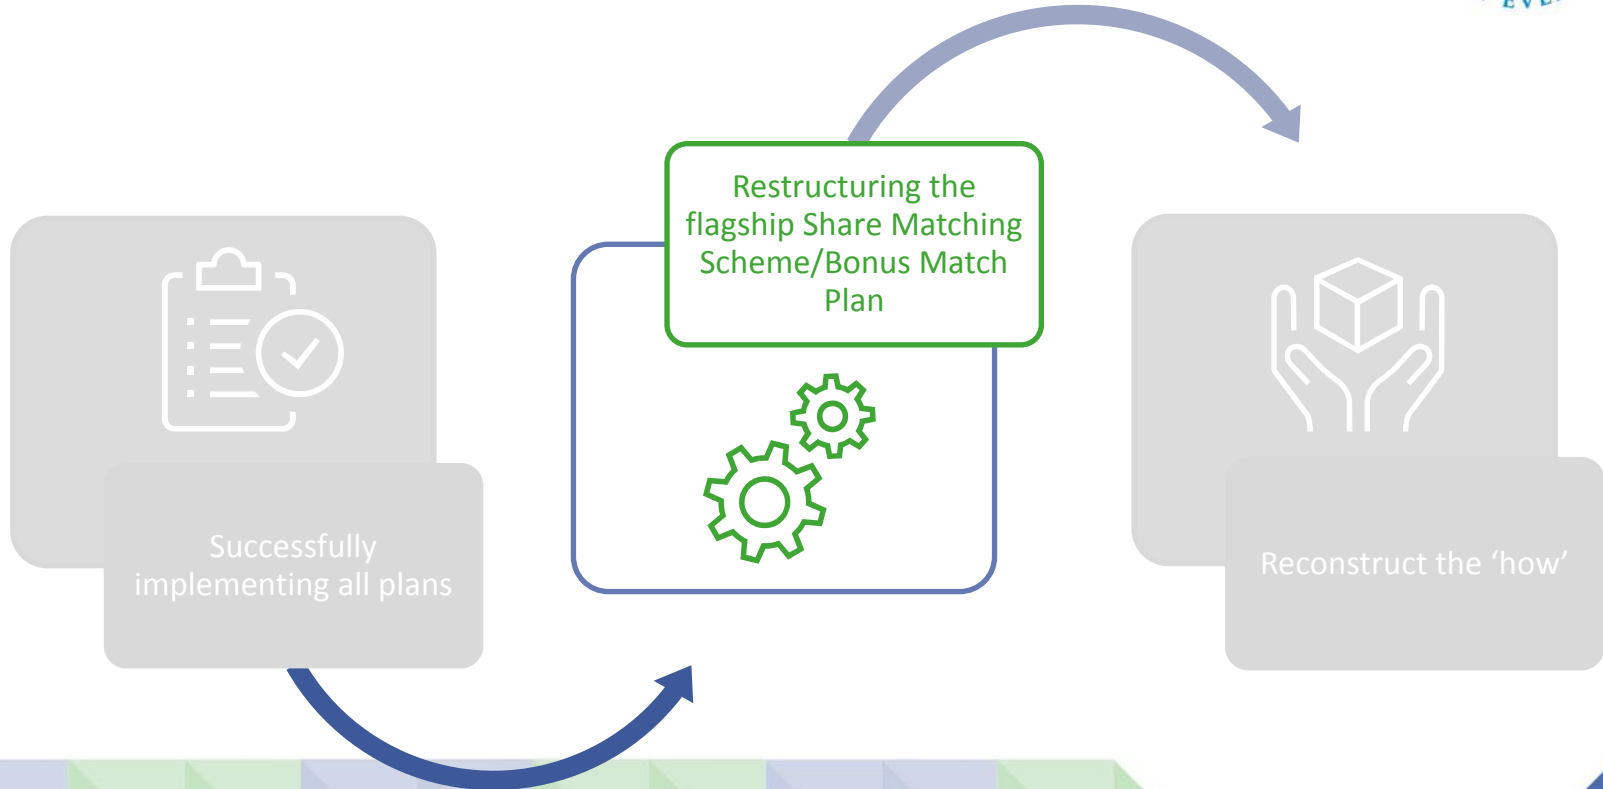 Restructuring the
flagship Share Matching
Scheme/Bonus Match
Plan
Successfully
implementing all plans
Reconstruct the ‘how’